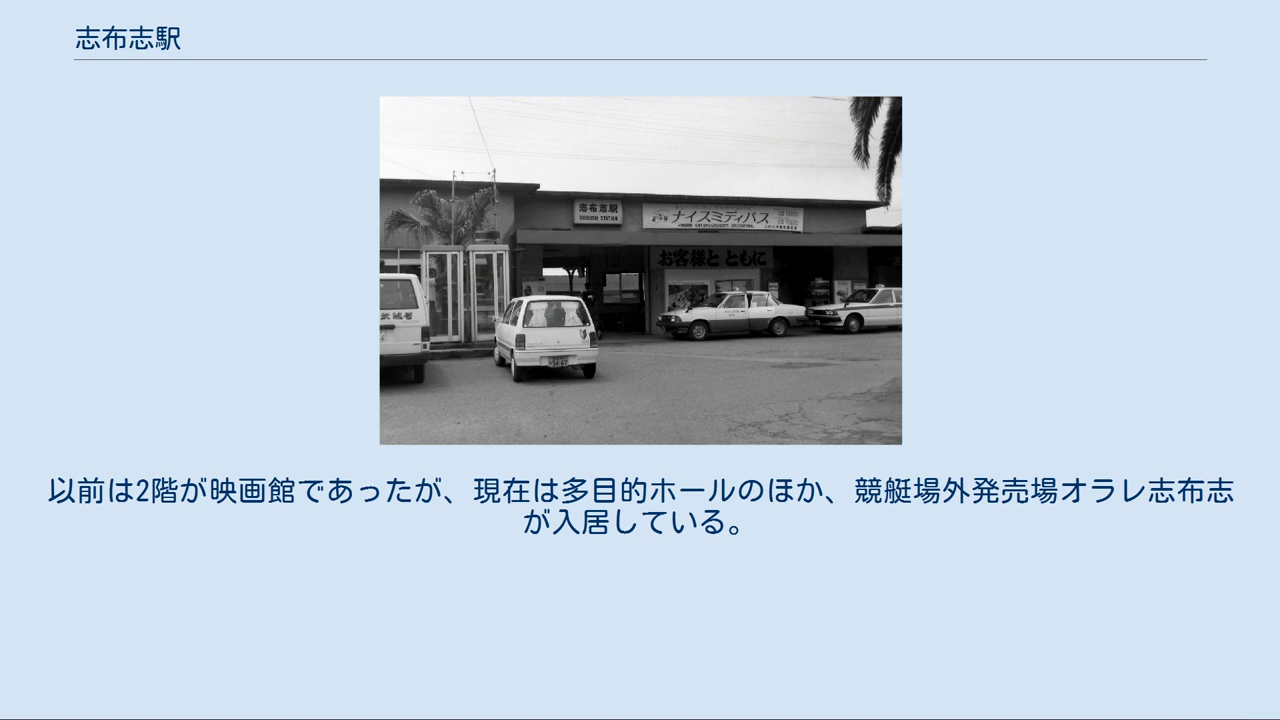 志布志駅
志布志駅
SHIBUSHI STATION
ナイスミディパス
お客様とともに
以前は2階が映画館であったが、現在は多目的ホールのほか、競艇場外発売場オラレ志布志
が入居している。